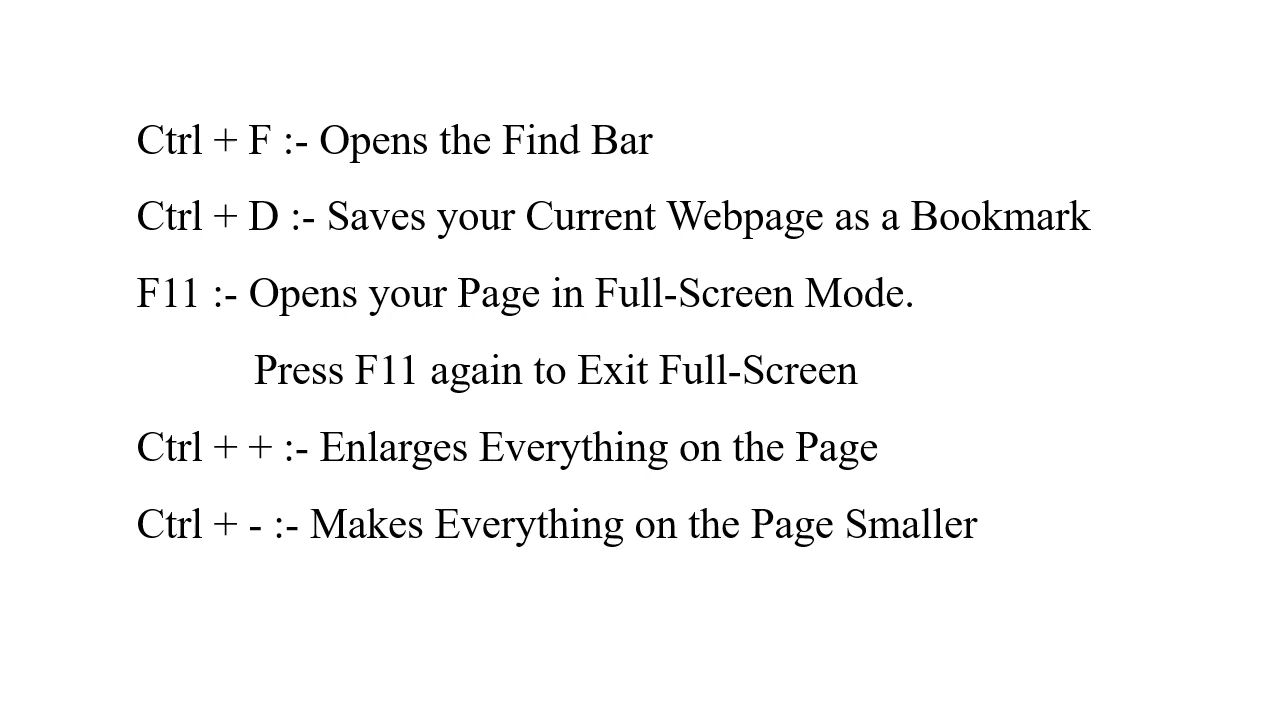 Ctrl + F :- Opens the Find Bar
Ctrl + D :- Saves your Current Webpage as a Bookmark
F11 :- Opens your Page in Full-Screen Mode.
Press F11 again to Exit Full-Screen
Ctrl + + :- Enlarges Everything on the Page
Ctrl + - :- Makes Everything on the Page Smaller